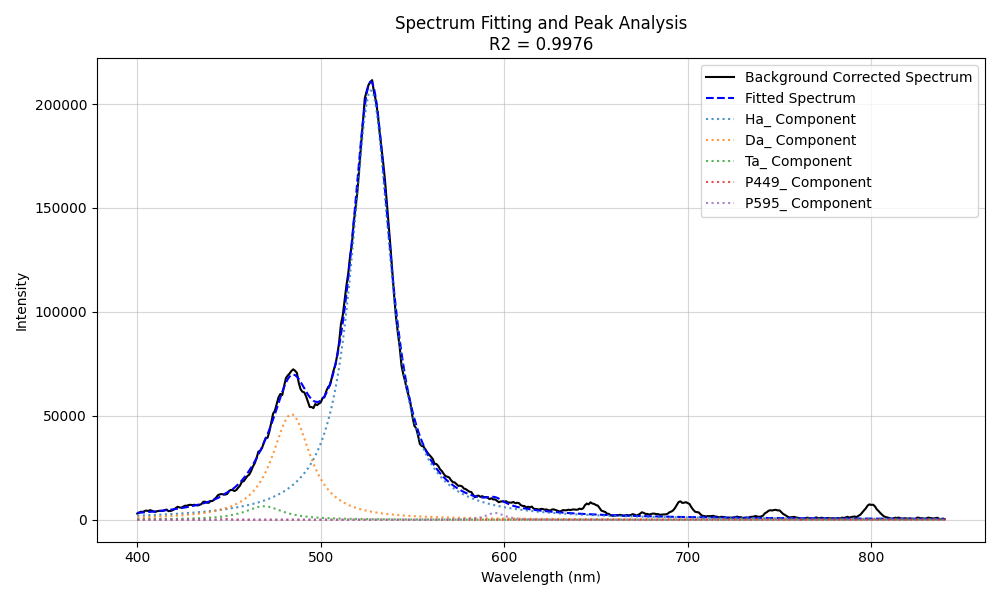 Spectrum Fitting and Peak Analysis
R2 = 0.9976
Background Corrected Spectrum
Fitted Spectrum
Ha_ Component
Da_ Component
Ta_ Component
P449_ Component
P595_ Component
Intensity
200000
150000
100000
50000
0
400
500
600
700
800
Wavelength (nm)